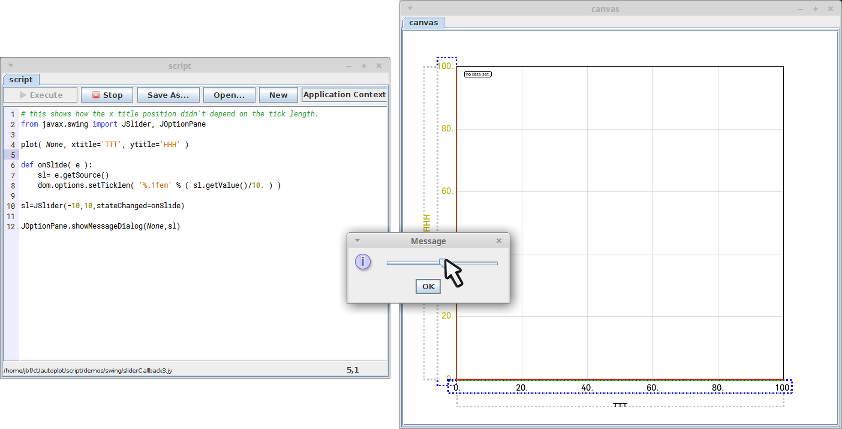 script
script
Execute
Stop
Save As...
Open...
New
Application Context
1 # this shows how the x title position didn't depend on the tick length.
2 from javax.swing import JSlider, JOptionPane
3
4 plot( None, xtitle='TTT', ytitle='HHH' )
5
6 def onSlide( e ):
7 sl= e.getSource()
8 dom.options.setTicklen( '%.1fem' % ( sl.getValue()/10. ) )
9
10 sl=JSlider(-10,10,stateChanged=onSlide)
11
12 JOptionPane.showMessageDialog(None,sl)
/home/jbf/ct/autoplot/script/demos/swing/sliderCallback3.jy
5,1
canvas
canvas
100.
no data set
80.
60.
HHH
20.
0.
0.
20.
40.
60.
80.
100.
TTT
Message
i
OK